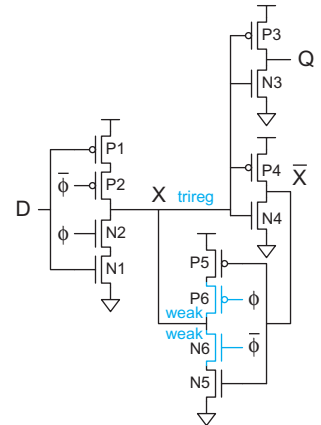 P3
Q
N3
P1
P4
X̅
φ̅
P2
X
trireg
D
φ
N2
N4
N1
P5
P6
φ
weak
weak
N6
φ̅
N5